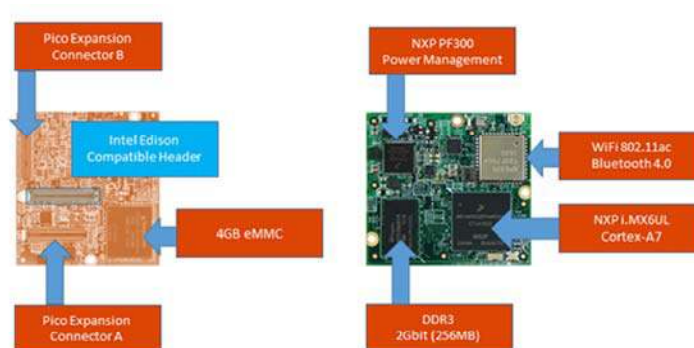 Pico Expansion
Connector B
Intel Edison
Compatible Header
4GB eMMC
Pico Expansion
Connector A
NXP PF300
Power Management
WiFi 802.11ac
Bluetooth 4.0
NXP i.MX6UL
Cortex-A7
DDR3
2Gbit (256MB)